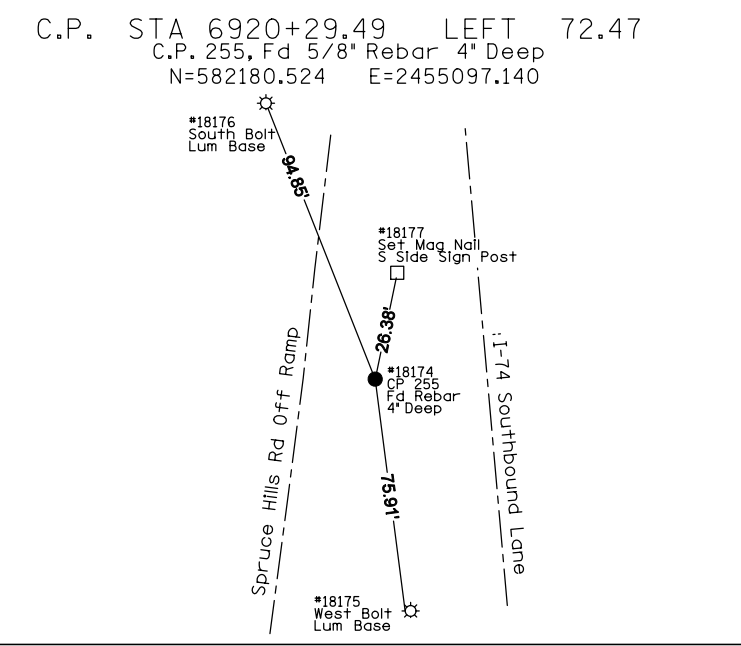 C.P. STA 6920+29.49 LEFT 72.47
C.P. 255, Fd 5/8" Rebar 4" Deep
N=582180.524 E=2455097.140
#18176
South Bolt
Lum Base
94.85'
#18177
Set Mag Nail
S Side Sign Post
26.38'
#18174
CP 255
Fd Rebar
4" Deep
Spruce Hills Rd Off Ramp
:I-74 Southbound Lane
75.91'
#18175
West Bolt
Lum Base